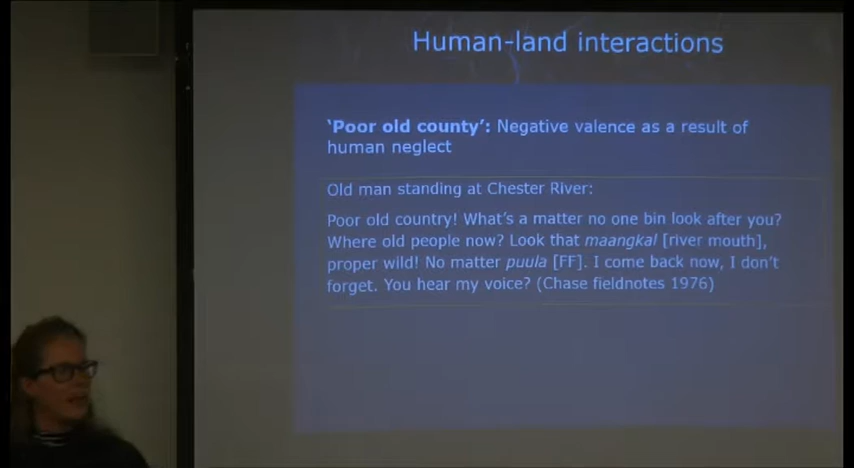 Human-land interactions
‘Poor old county’: Negative valence as a result of
human neglect
Old man standing at Chester River:
Poor old country! What’s a matter no one bin look after you?
Where old people now? Look that maangkal [river mouth],
proper wild! No matter puula [FF]. I come back now, I don’t
forget. You hear my voice? (Chase fieldnotes 1976)